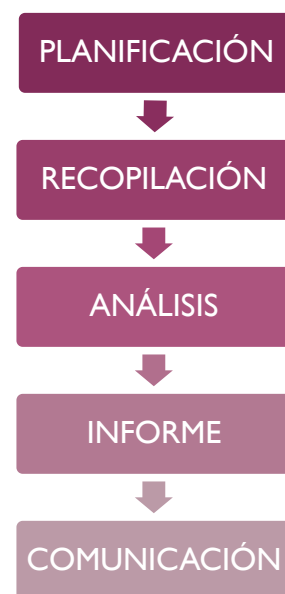 PLANIFICACIÓN
RECOPILACIÓN
ANÁLISIS
INFORME
COMUNICACIÓN